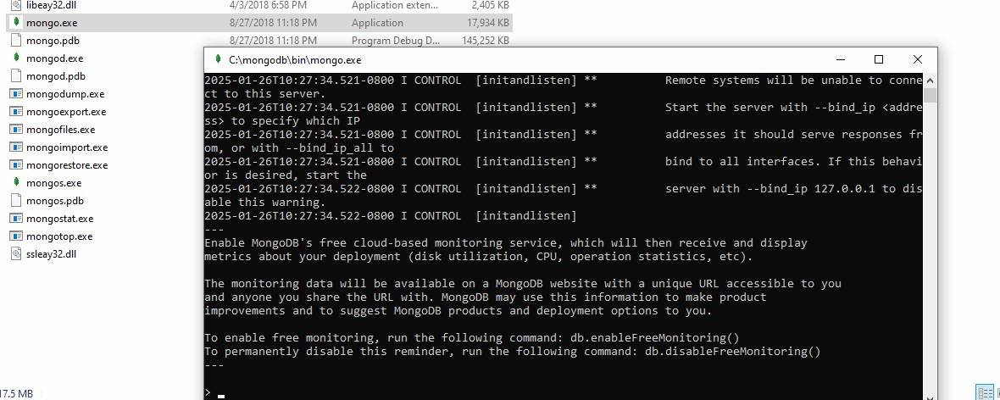 libeay32.dll 4/3/2018 6:58 PM Application exten... 2,405 KB
mongo.exe 8/27/2018 11:18 PM Application 17,934 KB
mongo.pdb 8/27/2018 11:18 PM Program Debug D... 145,252 KB
mongod.exe
mongod.pdb
mongodump.exe
mongoexport.exe
mongofiles.exe
mongoimport.exe
mongorestore.exe
mongos.exe
mongos.pdb
mongostat.exe
mongotop.exe
ssleay32.dll
17.5 MB
C:\mongodb\bin\mongo.exe
2025-01-26T10:27:34.521-0800 I CONTROL  [initandlisten] **          Remote systems will be unable to conne
ct to this server.
2025-01-26T10:27:34.521-0800 I CONTROL  [initandlisten] **          Start the server with --bind_ip <addre
ss> to specify which IP
2025-01-26T10:27:34.521-0800 I CONTROL  [initandlisten] **          addresses it should serve responses fr
om, or with --bind_ip_all to
2025-01-26T10:27:34.521-0800 I CONTROL  [initandlisten] **          bind to all interfaces. If this behavi
or is desired, start the
2025-01-26T10:27:34.522-0800 I CONTROL  [initandlisten] **          server with --bind_ip 127.0.0.1 to dis
able this warning.
2025-01-26T10:27:34.522-0800 I CONTROL  [initandlisten]
---
Enable MongoDB's free cloud-based monitoring service, which will then receive and display
metrics about your deployment (disk utilization, CPU, operation statistics, etc).
The monitoring data will be available on a MongoDB website with a unique URL accessible to you
and anyone you share the URL with. MongoDB may use this information to make product
improvements and to suggest MongoDB products and deployment options to you.
To enable free monitoring, run the following command: db.enableFreeMonitoring()
To permanently disable this reminder, run the following command: db.disableFreeMonitoring()
---
>